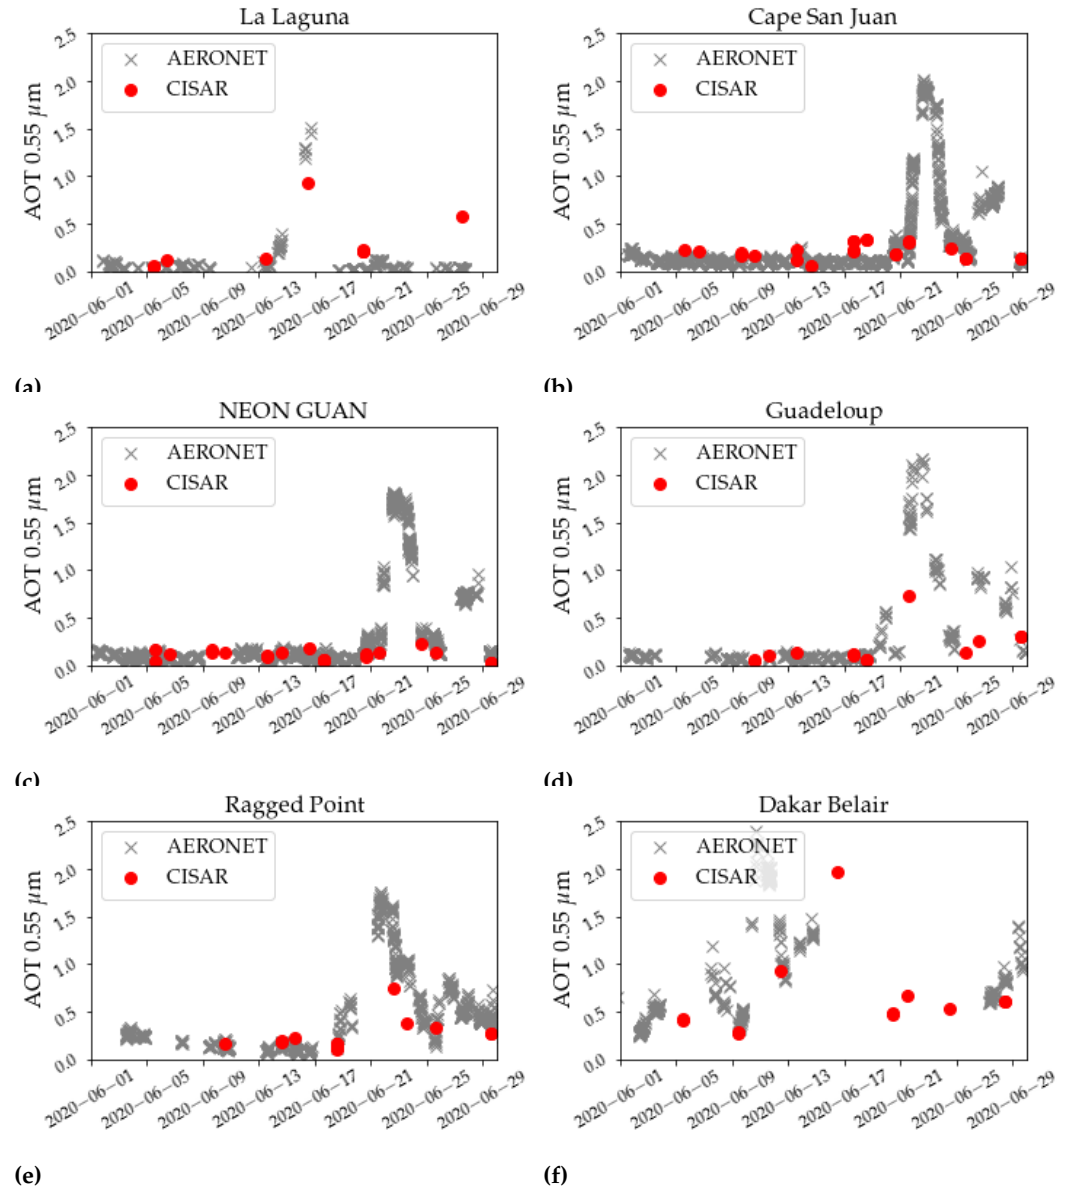 La Laguna
2.5
2.0
1.5
1.0
0.5
0.0
AOT 0.55 μm
AERONET
CISAR
2020−06−01
2020−06−05
2020−06−09
2020−06−13
2020−06−17
2020−06−21
2020−06−25
2020−06−29
(a)
Cape San Juan
2.5
2.0
1.5
1.0
0.5
0.0
AOT 0.55 μm
AERONET
CISAR
2020−06−01
2020−06−05
2020−06−09
2020−06−13
2020−06−17
2020−06−21
2020−06−25
2020−06−29
(b)
NEON GUAN
2.5
2.0
1.5
1.0
0.5
0.0
AOT 0.55 μm
AERONET
CISAR
2020−06−01
2020−06−05
2020−06−09
2020−06−13
2020−06−17
2020−06−21
2020−06−25
2020−06−29
(c)
Guadeloup
2.5
2.0
1.5
1.0
0.5
0.0
AOT 0.55 μm
AERONET
CISAR
2020−06−01
2020−06−05
2020−06−09
2020−06−13
2020−06−17
2020−06−21
2020−06−25
2020−06−29
(d)
Ragged Point
2.5
2.0
1.5
1.0
0.5
0.0
AOT 0.55 μm
AERONET
CISAR
2020−06−01
2020−06−05
2020−06−09
2020−06−13
2020−06−17
2020−06−21
2020−06−25
2020−06−29
(e)
Dakar Belair
2.5
2.0
1.5
1.0
0.5
0.0
AOT 0.55 μm
AERONET
CISAR
2020−06−01
2020−06−05
2020−06−09
2020−06−13
2020−06−17
2020−06−21
2020−06−25
2020−06−29
(f)